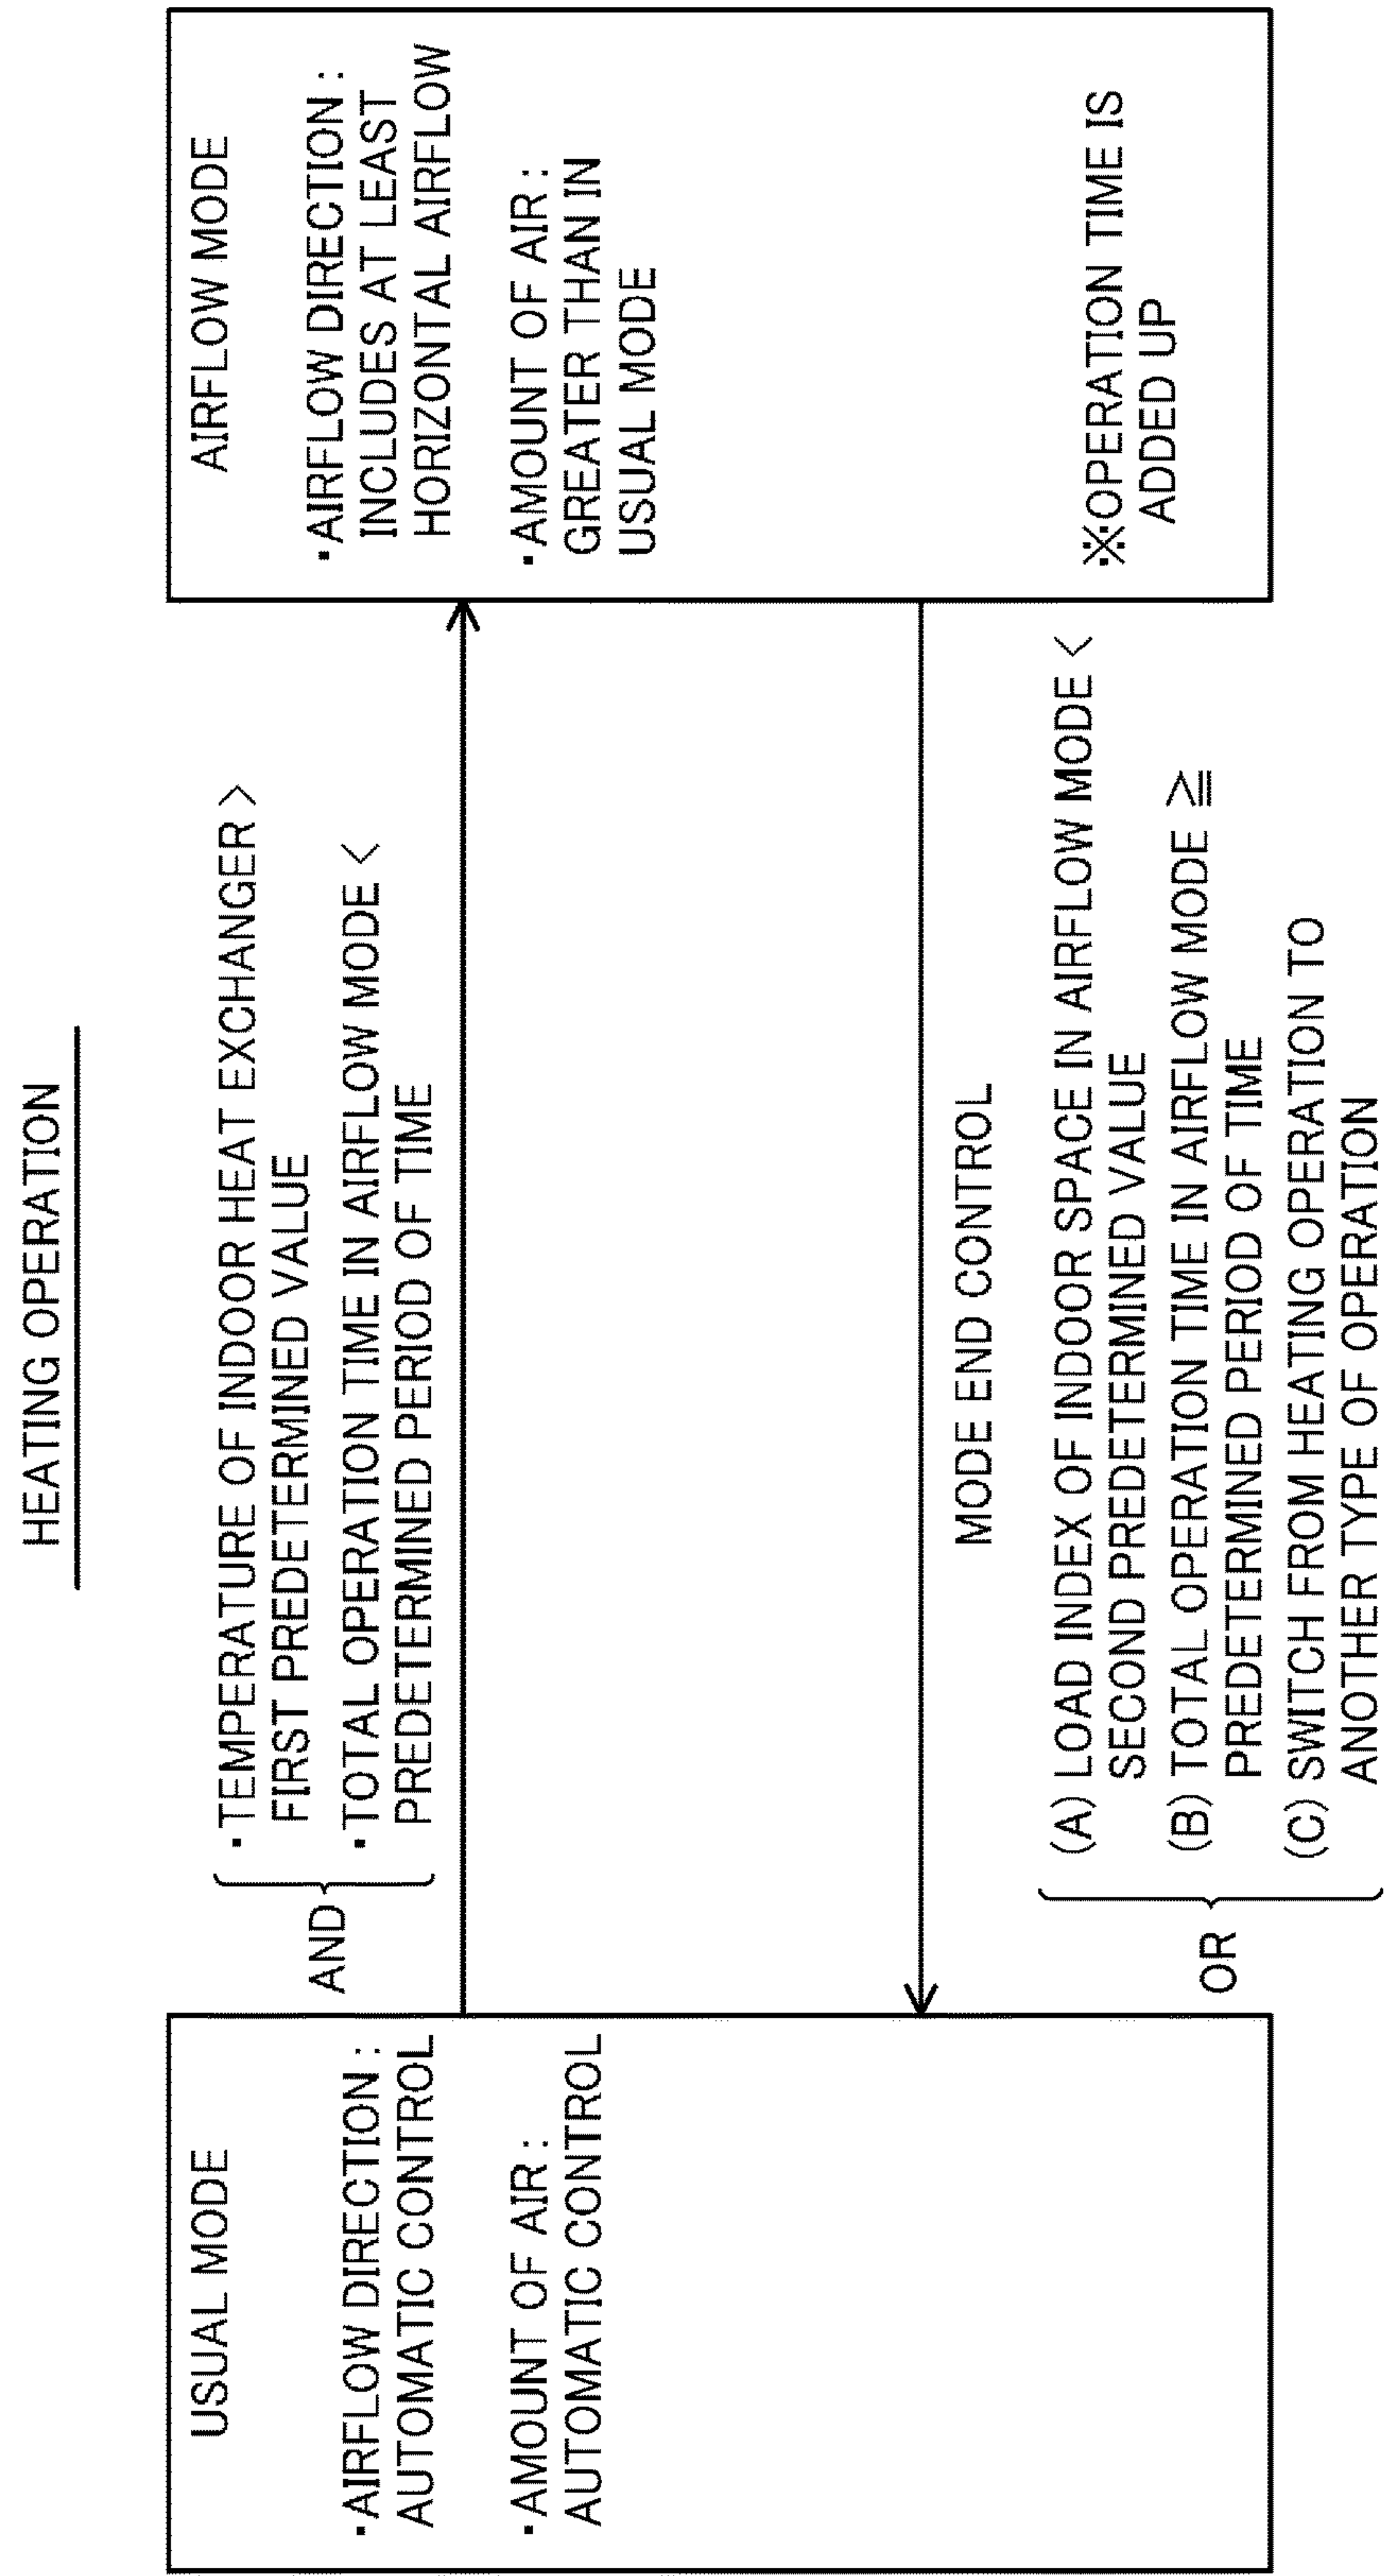 HEATING OPERATION
USUAL MODE
・AIRFLOW DIRECTION :
AUTOMATIC CONTROL
・AMOUNT OF AIR :
AUTOMATIC CONTROL
AND
・TEMPERATURE OF INDOOR HEAT EXCHANGER >
FIRST PREDETERMINED VALUE
・TOTAL OPERATION TIME IN AIRFLOW MODE <
PREDETERMINED PERIOD OF TIME
MODE END CONTROL
OR
(A) LOAD INDEX OF INDOOR SPACE IN AIRFLOW MODE <
SECOND PREDETERMINED VALUE
(B) TOTAL OPERATION TIME IN AIRFLOW MODE ≧
PREDETERMINED PERIOD OF TIME
(C) SWITCH FROM HEATING OPERATION TO
ANOTHER TYPE OF OPERATION
AIRFLOW MODE
・AIRFLOW DIRECTION :
INCLUDES AT LEAST
HORIZONTAL AIRFLOW
・AMOUNT OF AIR :
GREATER THAN IN
USUAL MODE
※OPERATION TIME IS
ADDED UP